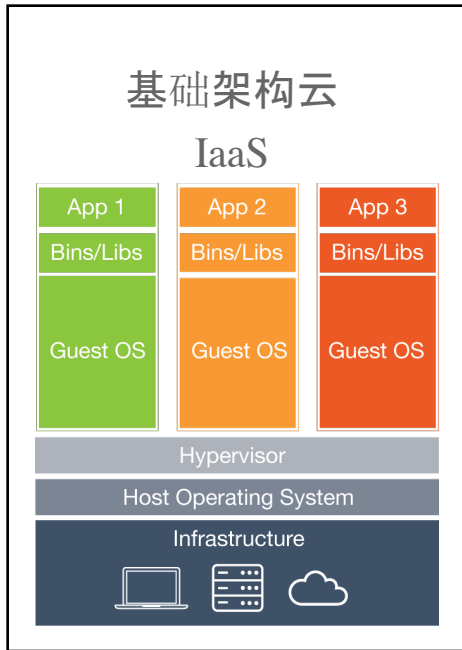 基础架构云
IaaS
App 1 App 2 App 3
Bins/Libs Bins/Libs Bins/Libs
Guest OS Guest OS Guest OS
Hypervisor
Host Operating System
Infrastructure